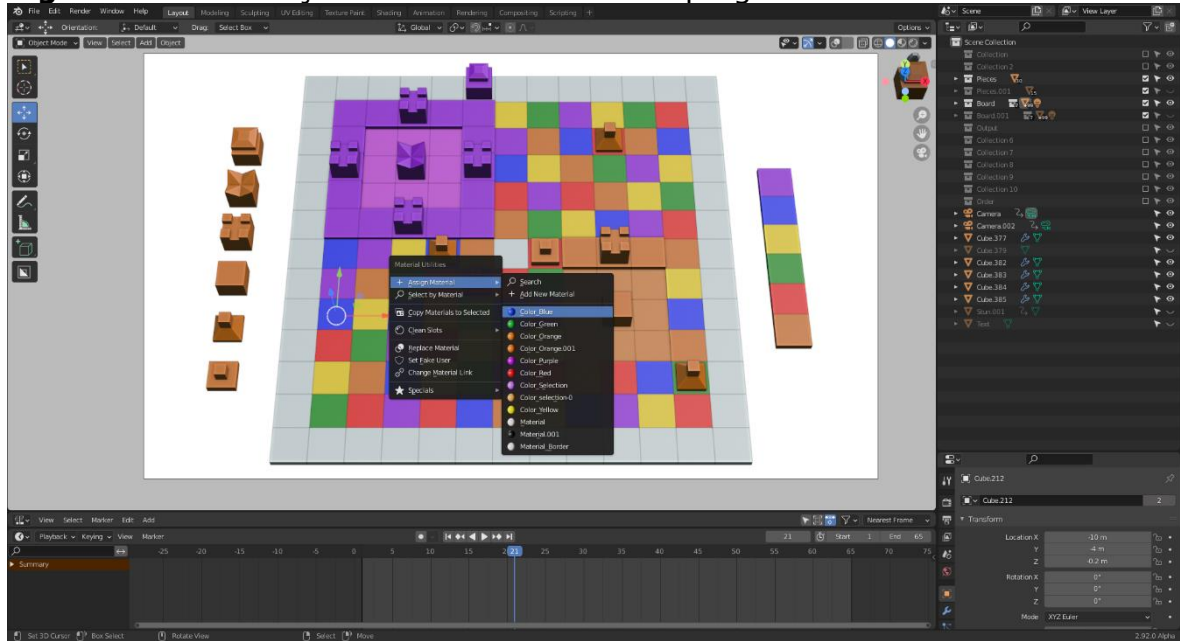 File Edit Render Window Help Layout Modeling Sculpting UV Editing Texture Paint Shading Animation Rendering Compositing Scripting + Scene View Layer
Orientation: Default Drag: Select Box Global Options
Object Mode View Select Add Object
Scene Collection
Collection
Collection 2
Pieces
Pieces.001
Board
Board.001
Output
Collection 6
Collection 7
Collection 8
Collection 9
Collection 10
Order
Camera
Camera.002
Cube.377
Cube.379
Cube.382
Cube.383
Cube.384
Cube.385
Stun.001
Text
Material Utilities
Assign Material
Select by Material
Copy Materials to Selected
Clean Slots
Replace Material
Set Fake User
Change Material Link
Specials
Search
Add New Material
Color_Blue
Color_Green
Color_Orange
Color_Orange.001
Color_Purple
Color_Red
Color_Selection
Color_selection-0
Color_Yellow
Material
Material.001
Material_Border
Cube.212
Cube.212 2
Transform
Location X -10 m
Y -4 m
Z -0.2 m
Rotation X 0°
Y 0°
Z 0°
Mode XYZ Euler
View Select Marker Edit Add Nearest Frame
Playback Keying View Marker 21 Start 1 End 65
-25 -20 -15 -10 -5 0 5 10 15 21 25 30 35 40 45 50 55 60 65 70 75
Summary
Set 3D Cursor Box Select Rotate View Select Move 2.92.0 Alpha